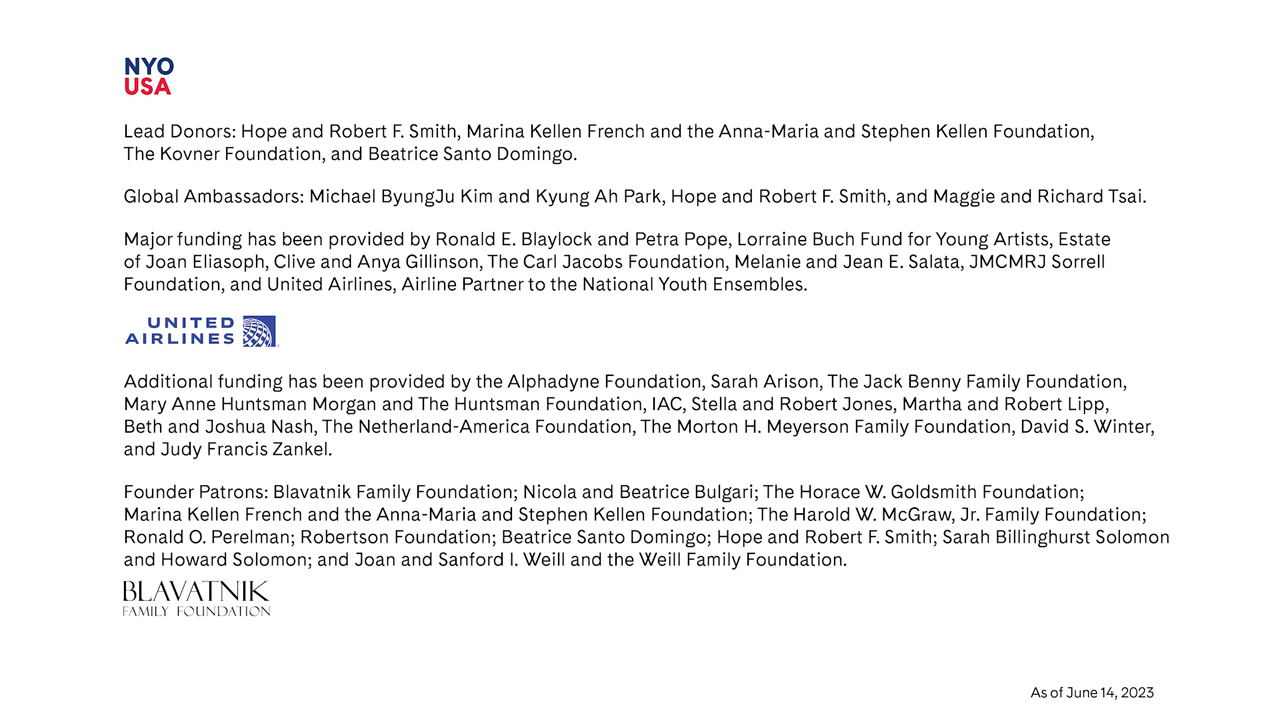 NYO
USA
Lead Donors: Hope and Robert F. Smith, Marina Kellen French and the Anna-Maria and Stephen Kellen Foundation,
The Kovner Foundation, and Beatrice Santo Domingo.
Global Ambassadors: Michael ByungJu Kim and Kyung Ah Park, Hope and Robert F. Smith, and Maggie and Richard Tsai.
Major funding has been provided by Ronald E. Blaylock and Petra Pope, Lorraine Buch Fund for Young Artists, Estate
of Joan Eliasoph, Clive and Anya Gillinson, The Carl Jacobs Foundation, Melanie and Jean E. Salata, JMCMRJ Sorrell
Foundation, and United Airlines, Airline Partner to the National Youth Ensembles.
UNITED
AIRLINES
Additional funding has been provided by the Alphadyne Foundation, Sarah Arison, The Jack Benny Family Foundation,
Mary Anne Huntsman Morgan and The Huntsman Foundation, IAC, Stella and Robert Jones, Martha and Robert Lipp,
Beth and Joshua Nash, The Netherland-America Foundation, The Morton H. Meyerson Family Foundation, David S. Winter,
and Judy Francis Zankel.
Founder Patrons: Blavatnik Family Foundation; Nicola and Beatrice Bulgari; The Horace W. Goldsmith Foundation;
Marina Kellen French and the Anna-Maria and Stephen Kellen Foundation; The Harold W. McGraw, Jr. Family Foundation;
Ronald O. Perelman; Robertson Foundation; Beatrice Santo Domingo; Hope and Robert F. Smith; Sarah Billinghurst Solomon
and Howard Solomon; and Joan and Sanford I. Weill and the Weill Family Foundation.
BLAVATNIK
FAMILY FOUNDATION
As of June 14, 2023